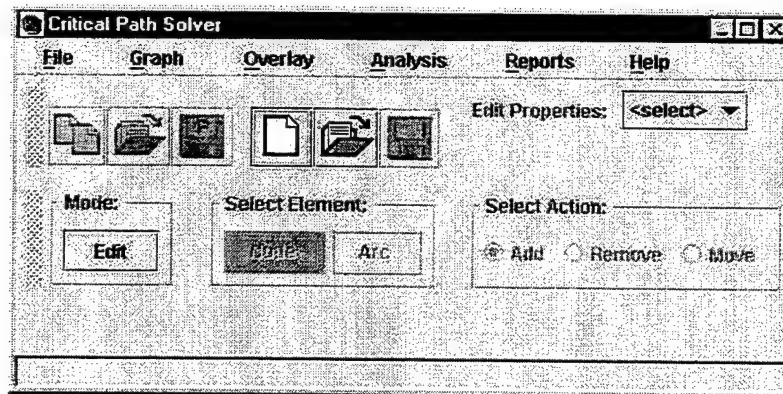 Critical Path Solver
File Graph Overlay Analysis Reports Help
Edit Properties: <select>
Mode: Select Element: Select Action:
Edit Node Arc Add Remove Move